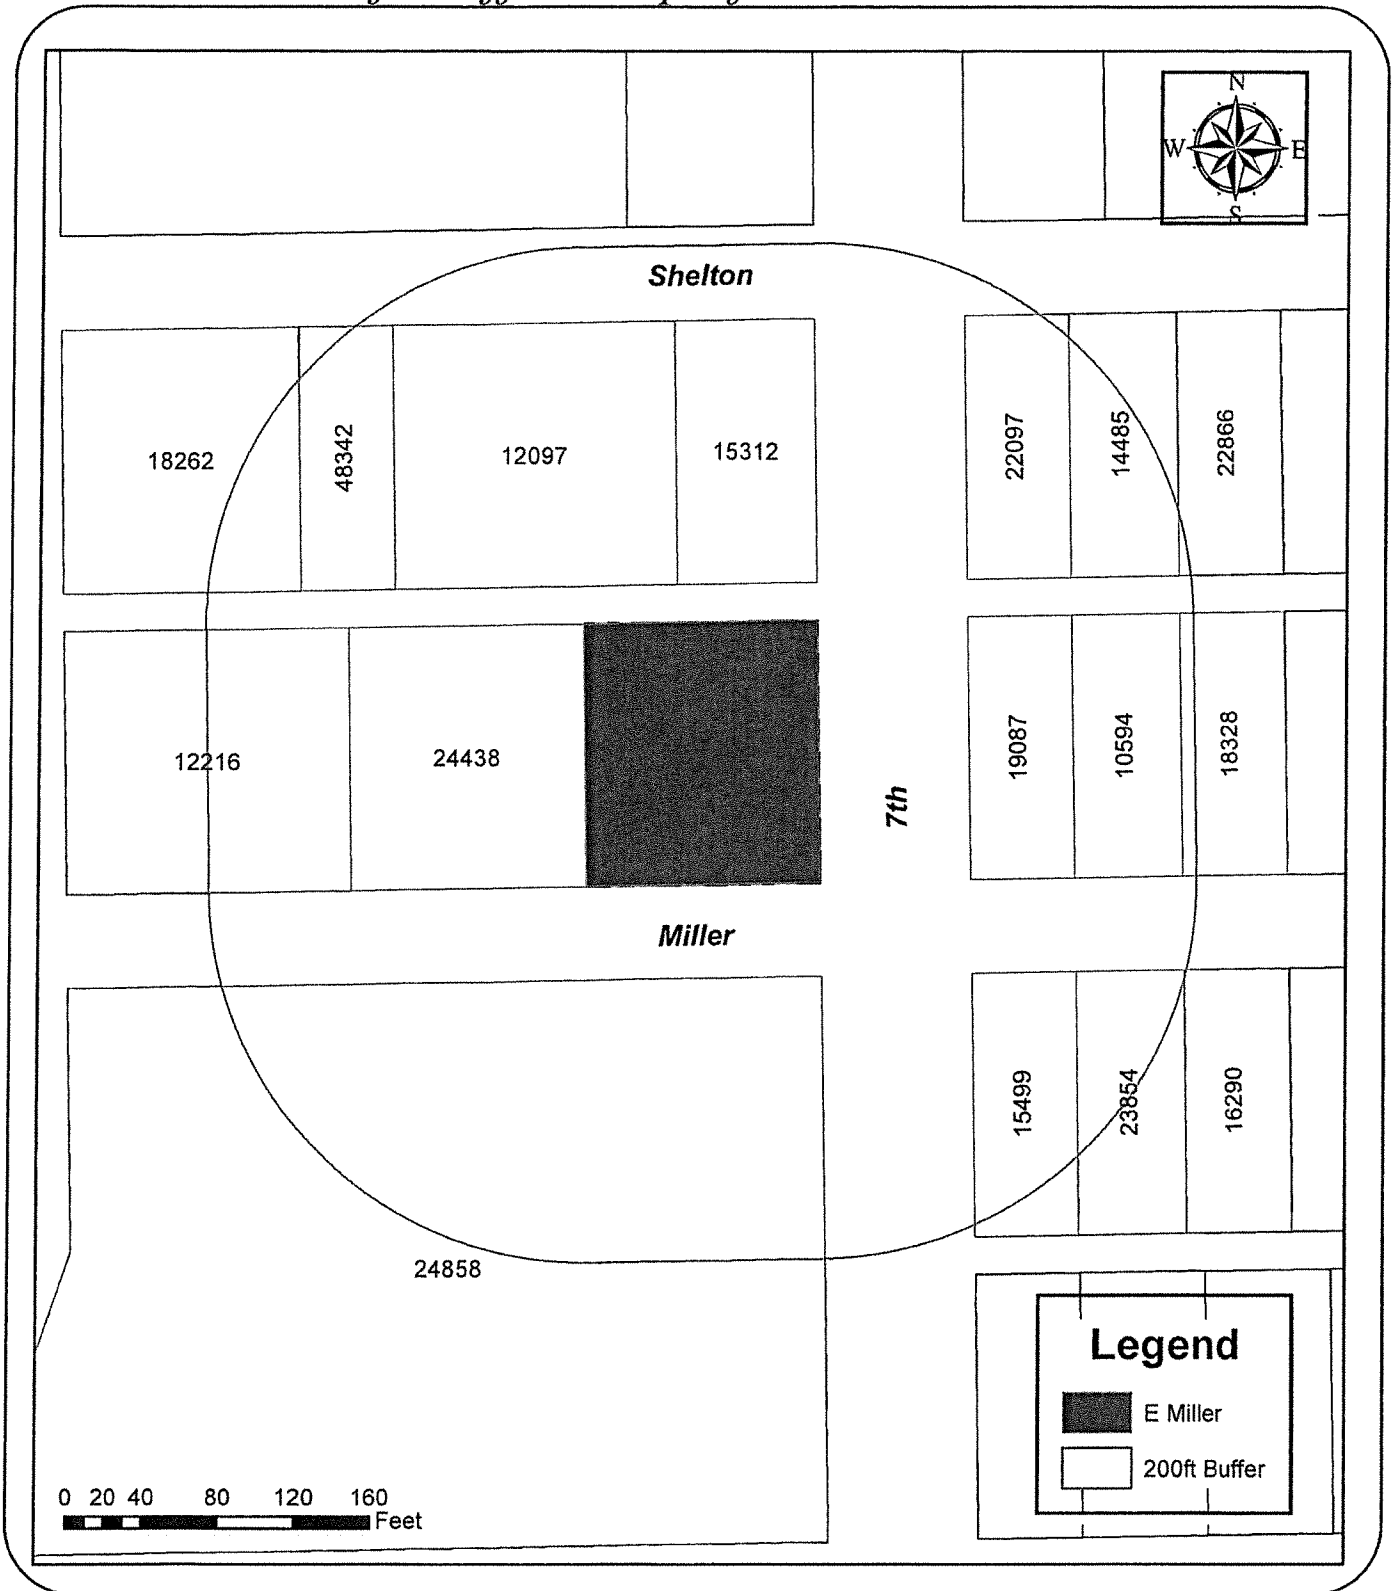 N
W E
S
Shelton
18262 48342 12097 15312 22097 14485 22866
12216 24438 19087 10594 18328
7th
Miller
15499 23854 16290
24858
Legend
E Miller
200ft Buffer
0 20 40 80 120 160
Feet